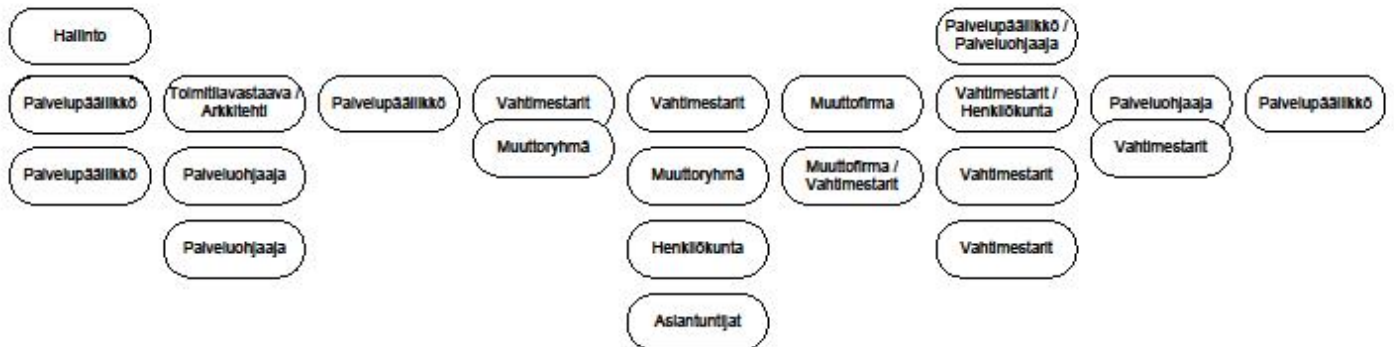 Hallinto
Palvelupäällikkö /
Palveluohjaaja
Palvelupäällikkö
Toimitilavastaava /
Arkkitehti
Palvelupäällikkö
Vahtimestarit
Vahtimestarit
Muuttofirma
Vahtimestarit /
Henkilökunta
Palveluohjaaja
Palvelupäällikkö
Muuttoryhmä
Vahtimestarit
Palvelupäällikkö
Palveluohjaaja
Muuttoryhmä
Muuttofirma /
Vahtimestarit
Vahtimestarit
Palveluohjaaja
Henkilökunta
Vahtimestarit
Asiantuntijat